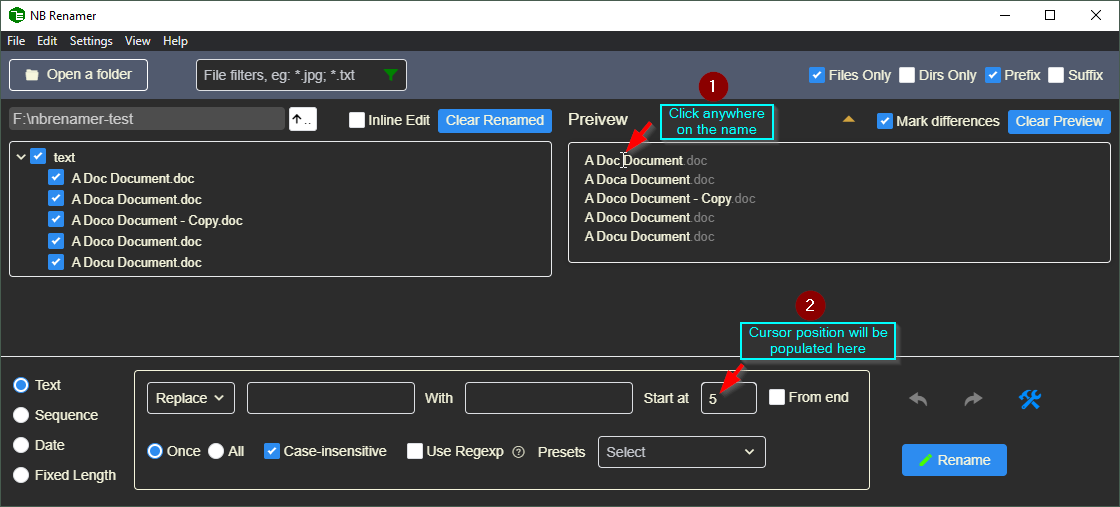 NB Renamer
File Edit Settings View Help
Open a folder
File filters, eg: *.jpg; *.txt
Files Only Dirs Only Prefix Suffix
F:\nbrenamer-test
↑..
Inline Edit
Clear Renamed
1
Click anywhere
on the name
Preivew
Mark differences
Clear Preview
text
A Doc Document.doc
A Doca Document.doc
A Doco Document - Copy.doc
A Doco Document.doc
A Docu Document.doc
A Doc Document.doc
A Doca Document.doc
A Doco Document - Copy.doc
A Doco Document.doc
A Docu Document.doc
2
Cursor position will be
populated here
Text
Sequence
Date
Fixed Length
Replace With Start at 5 From end
Once All Case-insensitive Use Regexp ? Presets Select
Rename